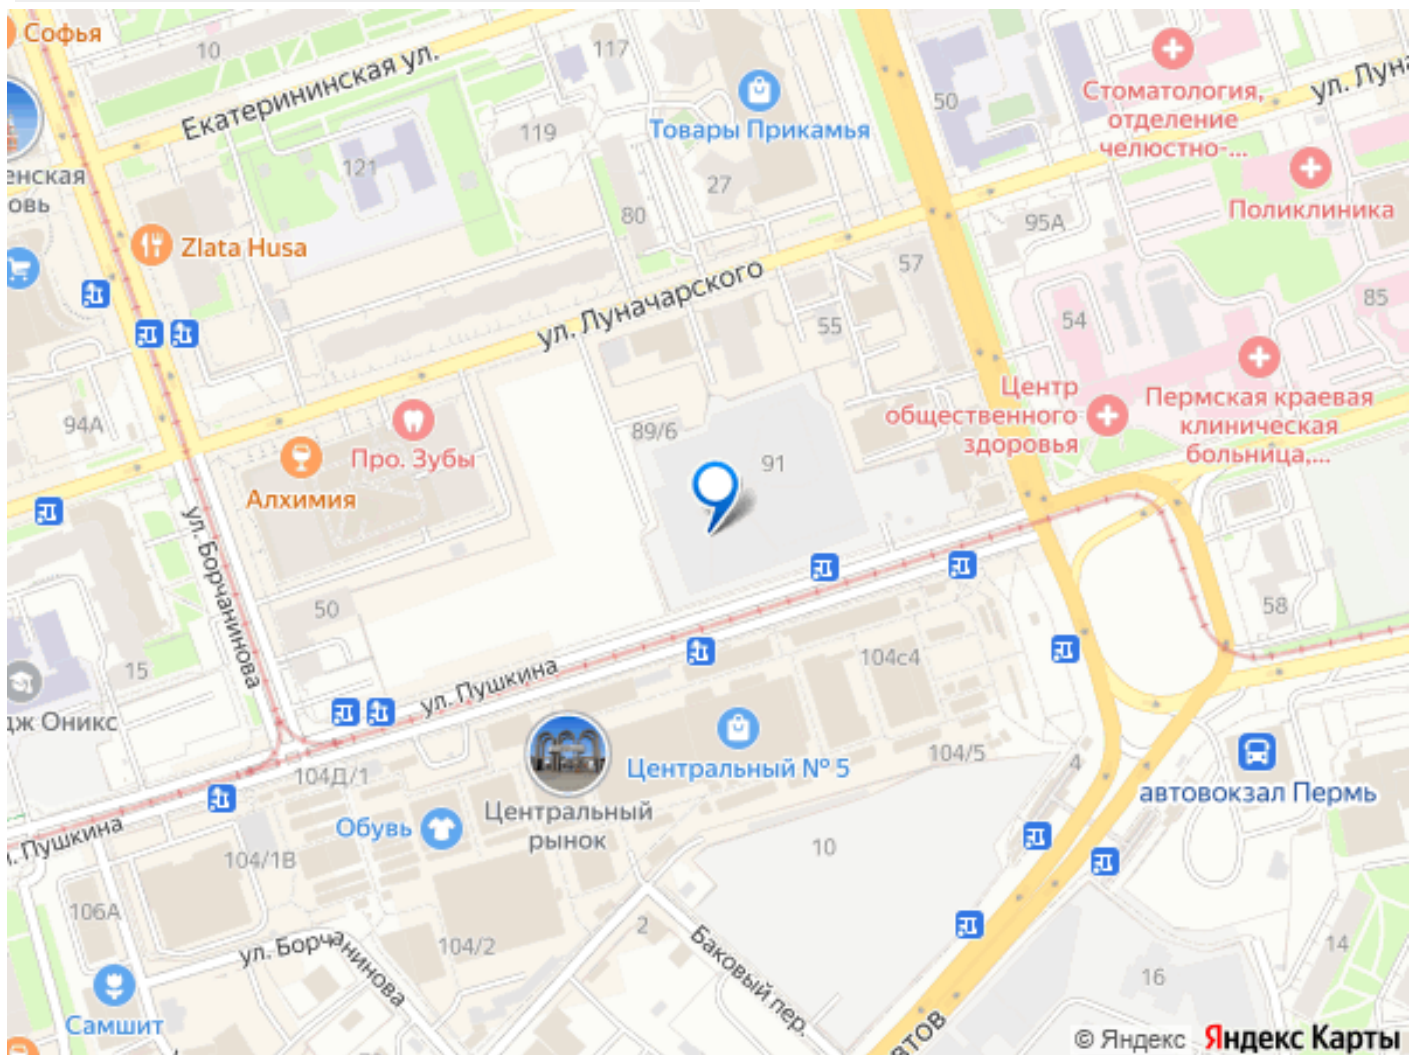 Софья
10
Екатерининская ул.
117
119
121
Товары Прикамья
27
80
50
Стоматология,
отделение
челюстно-...
ул. Луна
Поликлиника
95А
енская
овь
Zlata Husa
ул. Луначарского
57
55
54
85
Центр
общественного
здоровья
Пермская краевая
клиническая
больница,...
94А
Про. Зубы
Алхимия
89/6
91
ул. Борчанинова
50
15
58
дж Оникс
ул. Пушкина
104с4
104/5
4
Центральный № 5
104Д/1
Центральный
рынок
Обувь
автовокзал Пермь
. Пушкина
104/1В
10
106А
ул. Борчанинова
104/2
2
Баковый пер.
14
16
Самшит
втов
© Яндекс Яндекс Карты